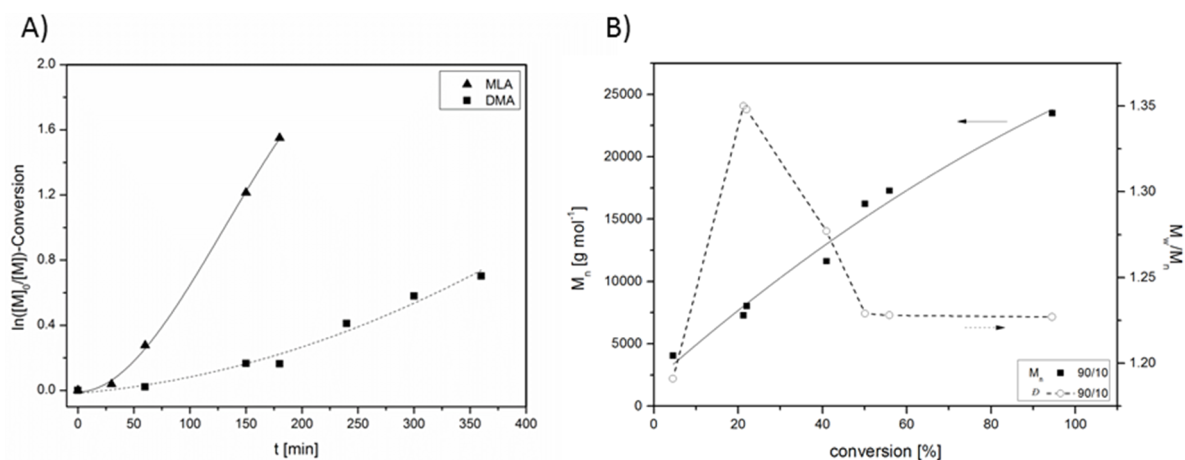 A)
B)
ln([M]₀/[M])-Conversion
2.0
1.6
1.2
0.8
0.4
0.0
MLA
DMA
0 50 100 150 200 250 300 350 400
t [min]
Mₙ [g mol⁻¹]
25000
20000
15000
10000
5000
0
1.35
1.30
1.25
1.20
M_w/Mₙ
Mₙ 90/10
Đ 90/10
0 20 40 60 80 100
conversion [%]